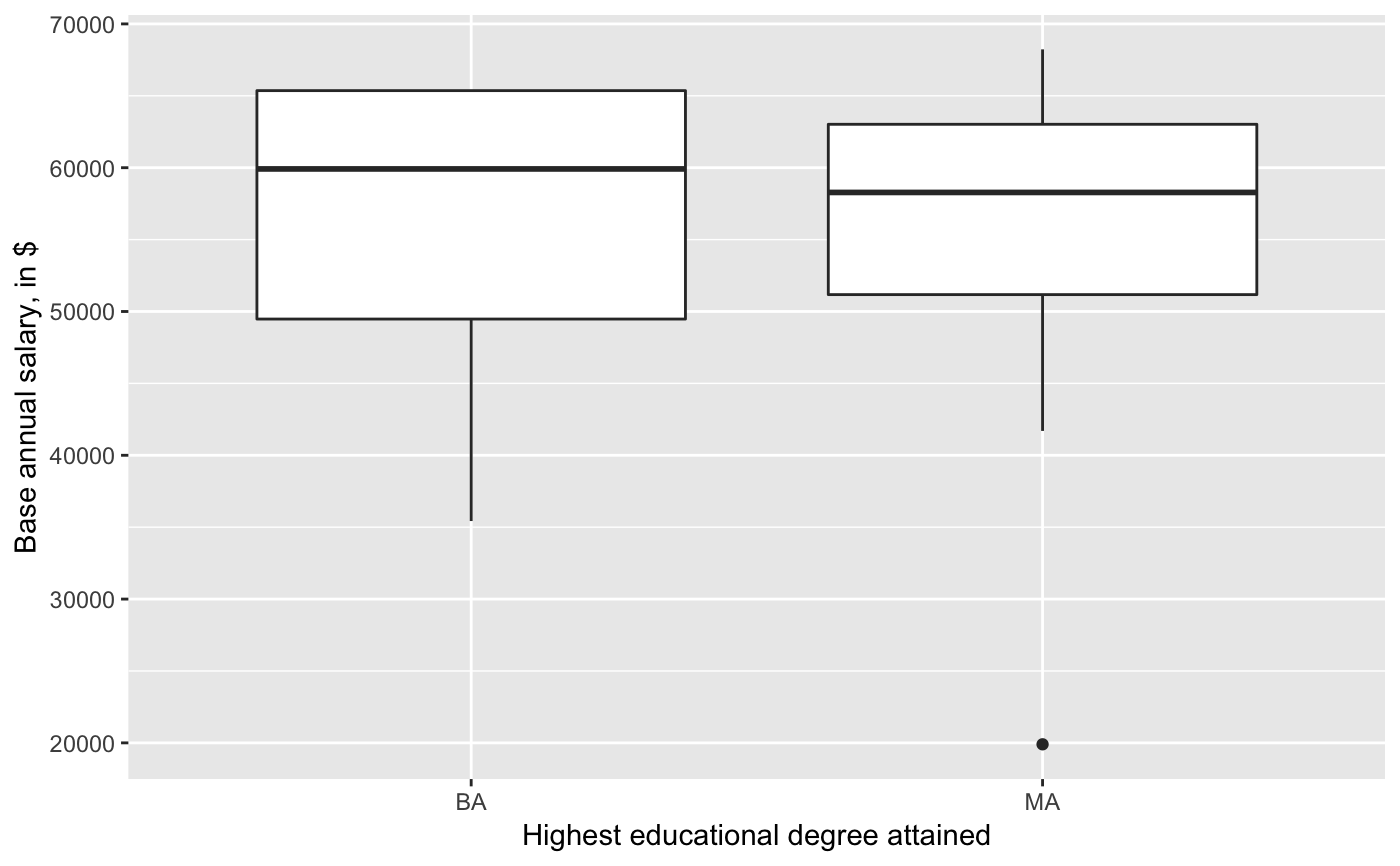 Base annual salary, in $
70000
60000
50000
40000
30000
20000
BA
MA
Highest educational degree attained